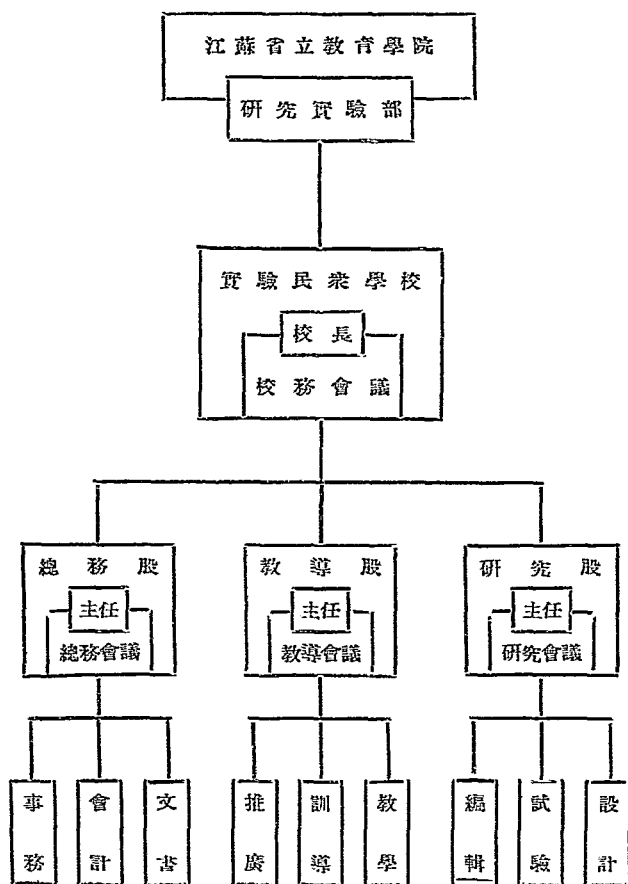 江蘇省立教育學院
研究實驗部
實驗民衆學校
校長
校務會議
總務股
主任
總務會議
教導股
主任
教導會議
研究股
主任
研究會議
事務
會計
文書
推廣
訓導
教學
編輯
試驗
設計